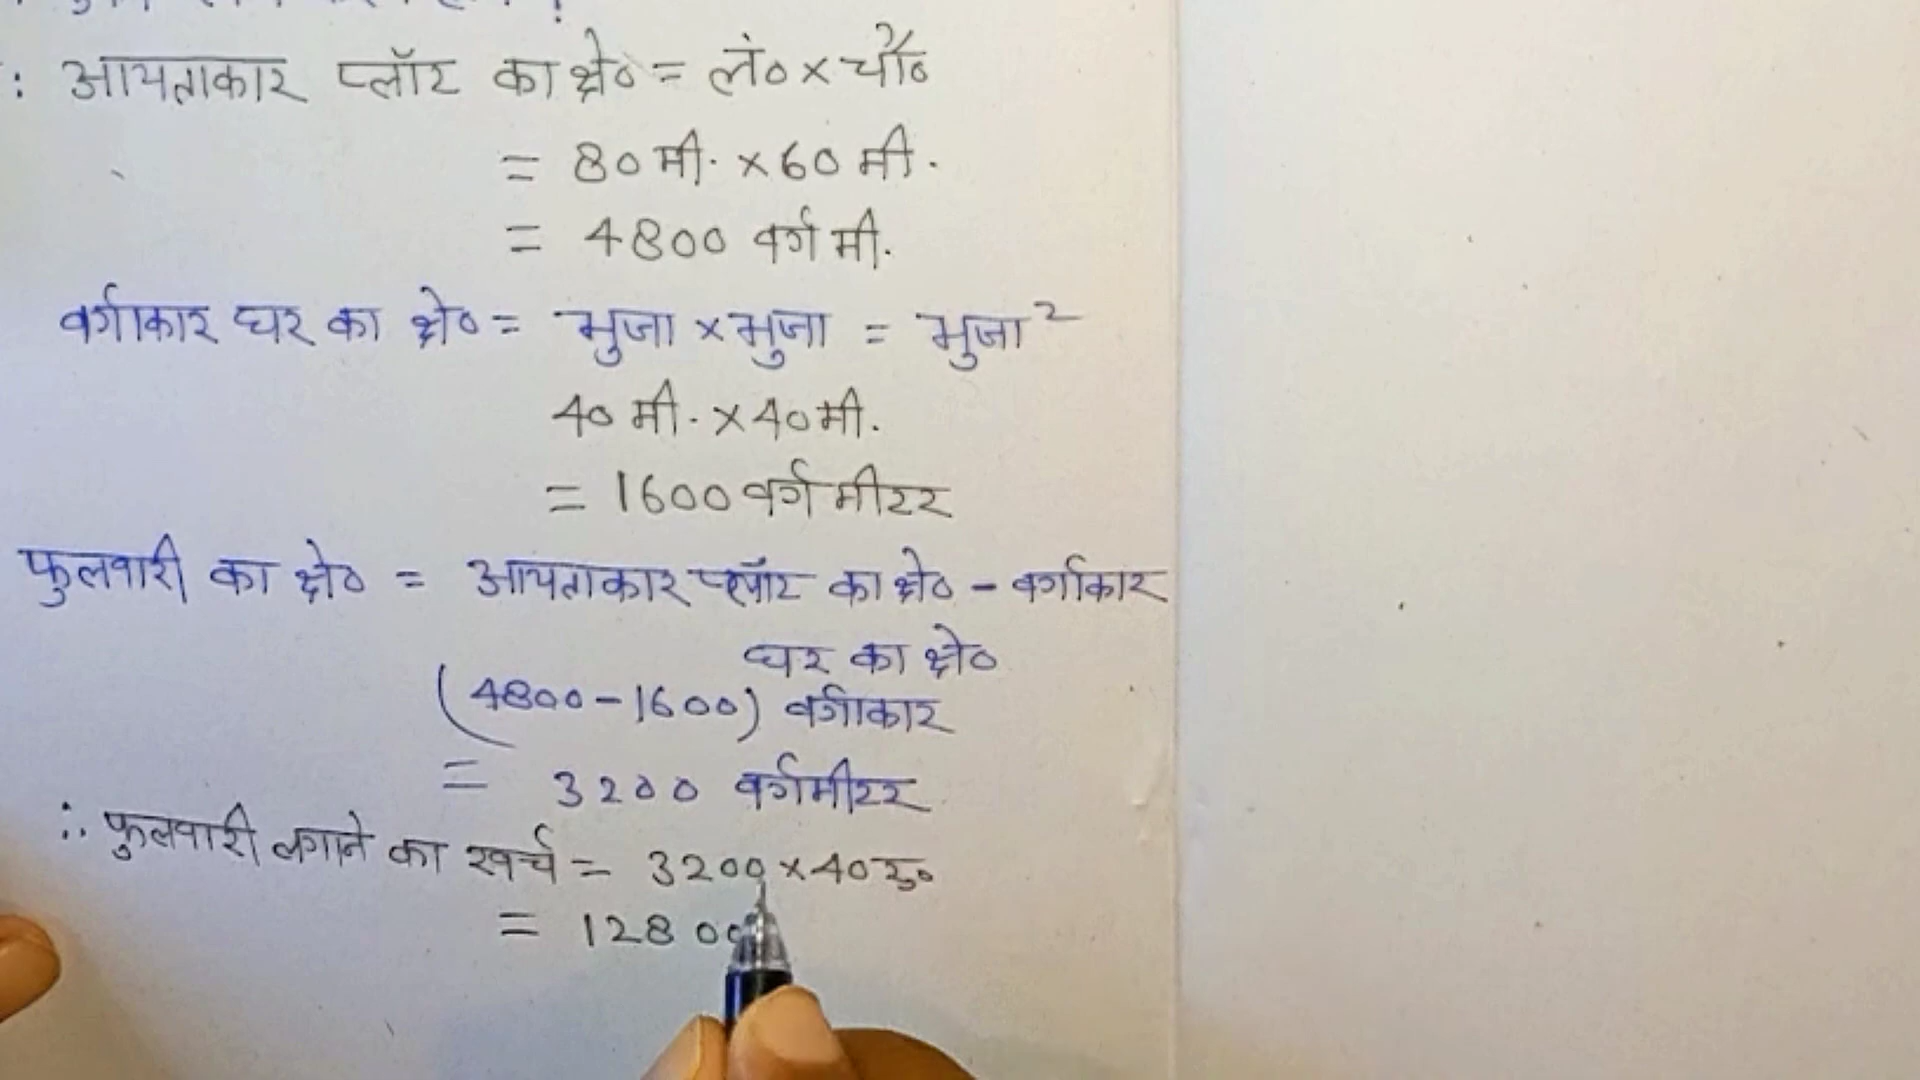 : आयताकार प्लॉट का क्षे० = लं० × चौ०
= 80 मी. × 60 मी.
= 4800 वर्ग मी.
वर्गाकार घर का क्षे० = भुजा × भुजा = भुजा²
40 मी. × 40 मी.
= 1600 वर्ग मीटर
फुलवारी का क्षे० = आयताकार प्लॉट का क्षे० - वर्गाकार
घर का क्षे०
(4800 - 1600) वर्गाकार
= 3200 वर्गमीटर
∴ फुलवारी लगाने का खर्च = 3200 × 40 रु०
= 12800